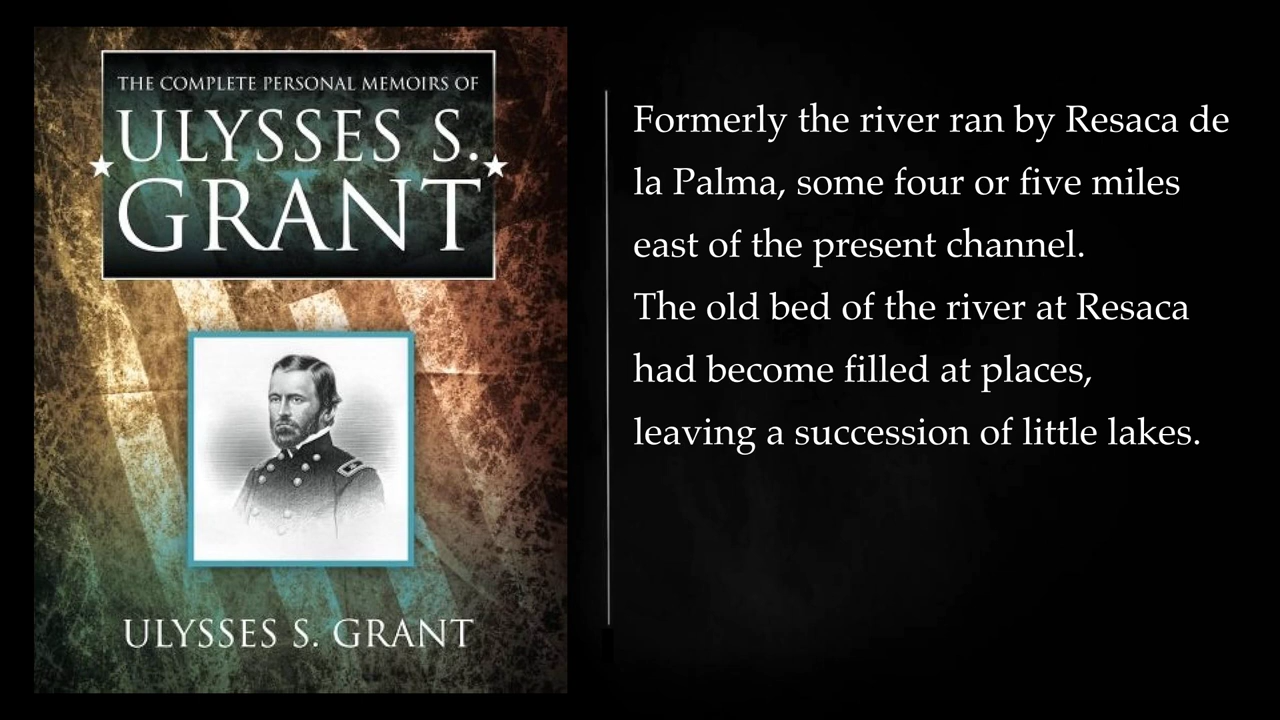 THE COMPLETE PERSONAL MEMOIRS OF
ULYSSES S.
GRANT
ULYSSES S. GRANT
Formerly the river ran by Resaca de
la Palma, some four or five miles
east of the present channel.
The old bed of the river at Resaca
had become filled at places,
leaving a succession of little lakes.